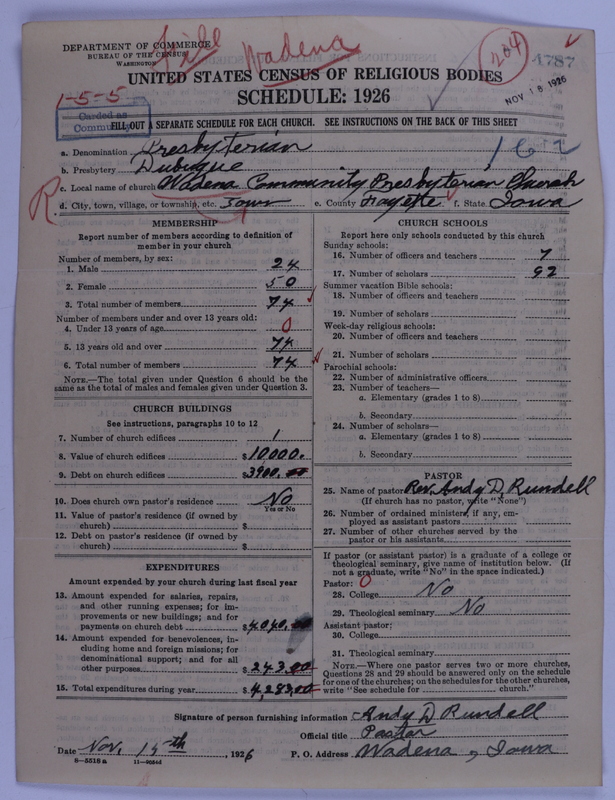 DEPARTMENT OF COMMERCE
BUREAU OF THE CENSUS
WASHINGTON
Fill Wadena
204
4787
NOV 18 1926
UNITED STATES CENSUS OF RELIGIOUS BODIES
SCHEDULE: 1926
1-5-5
Carded as
FILL OUT A SEPARATE SCHEDULE FOR EACH CHURCH. SEE INSTRUCTIONS ON THE BACK OF THIS SHEET
162
a. Denomination Presbyterian
b. Presbytery Dubuque
c. Local name of church Wadena Community Presbyterian Church
R
d. City, town, village, or township, etc. Town e. County Fayette f. State Iowa
MEMBERSHIP
Report number of members according to definition of
member in your church
Number of members, by sex:
1. Male 24
2. Female 50
3. Total number of members 74
Number of members under and over 13 years old:
4. Under 13 years of age 0
5. 13 years old and over 74
6. Total number of members 74
NOTE.—The total given under Question 6 should be the
same as the total of males and females given under Question 3.
CHURCH BUILDINGS
See instructions, paragraphs 10 to 12
7. Number of church edifices 1
8. Value of church edifices $10000.
9. Debt on church edifices $3900.
10. Does church own pastor's residence No
Yes or No
11. Value of pastor's residence (if owned by
church) $
12. Debt on pastor's residence (if owned by
church) $
EXPENDITURES
Amount expended by your church during last fiscal year
13. Amount expended for salaries, repairs,
and other running expenses; for im-
provements or new buildings; and for
payments on church debt $4040.00
14. Amount expended for benevolences, in-
cluding home and foreign missions; for
denominational support; and for all
other purposes $243.00
15. Total expenditures during year $4,283.00
CHURCH SCHOOLS
Report here only schools conducted by this church
Sunday schools:
16. Number of officers and teachers 7
17. Number of scholars 92
Summer vacation Bible schools:
18. Number of officers and teachers
19. Number of scholars
Week-day religious schools:
20. Number of officers and teachers
21. Number of scholars
Parochial schools:
22. Number of administrative officers
23. Number of teachers—
a. Elementary (grades 1 to 8)
b. Secondary
24. Number of scholars—
a. Elementary (grades 1 to 8)
b. Secondary
PASTOR
25. Name of pastor Rev. Andy D. Rundell
(If church has no pastor, write "None")
26. Number of ordained ministers, if any, em-
ployed as assistant pastors
27. Number of other churches served by the
pastor or his assistants
If pastor (or assistant pastor) is a graduate of a college or
theological seminary, give name of institution below. (If
not a graduate, write "No" in the space indicated.)
Pastor: 0
28. College No
29. Theological seminary No
Assistant pastor:
30. College
31. Theological seminary
NOTE.—Where one pastor serves two or more churches,
Questions 28 and 29 should be answered only on the schedule
for one of the churches; on the schedules for the other churches,
write "See schedule for church."
Signature of person furnishing information Andy D Rundell
Official title Pastor
Date Nov. 15th, 1926 P. O. Address Wadena, Iowa
8—5318a